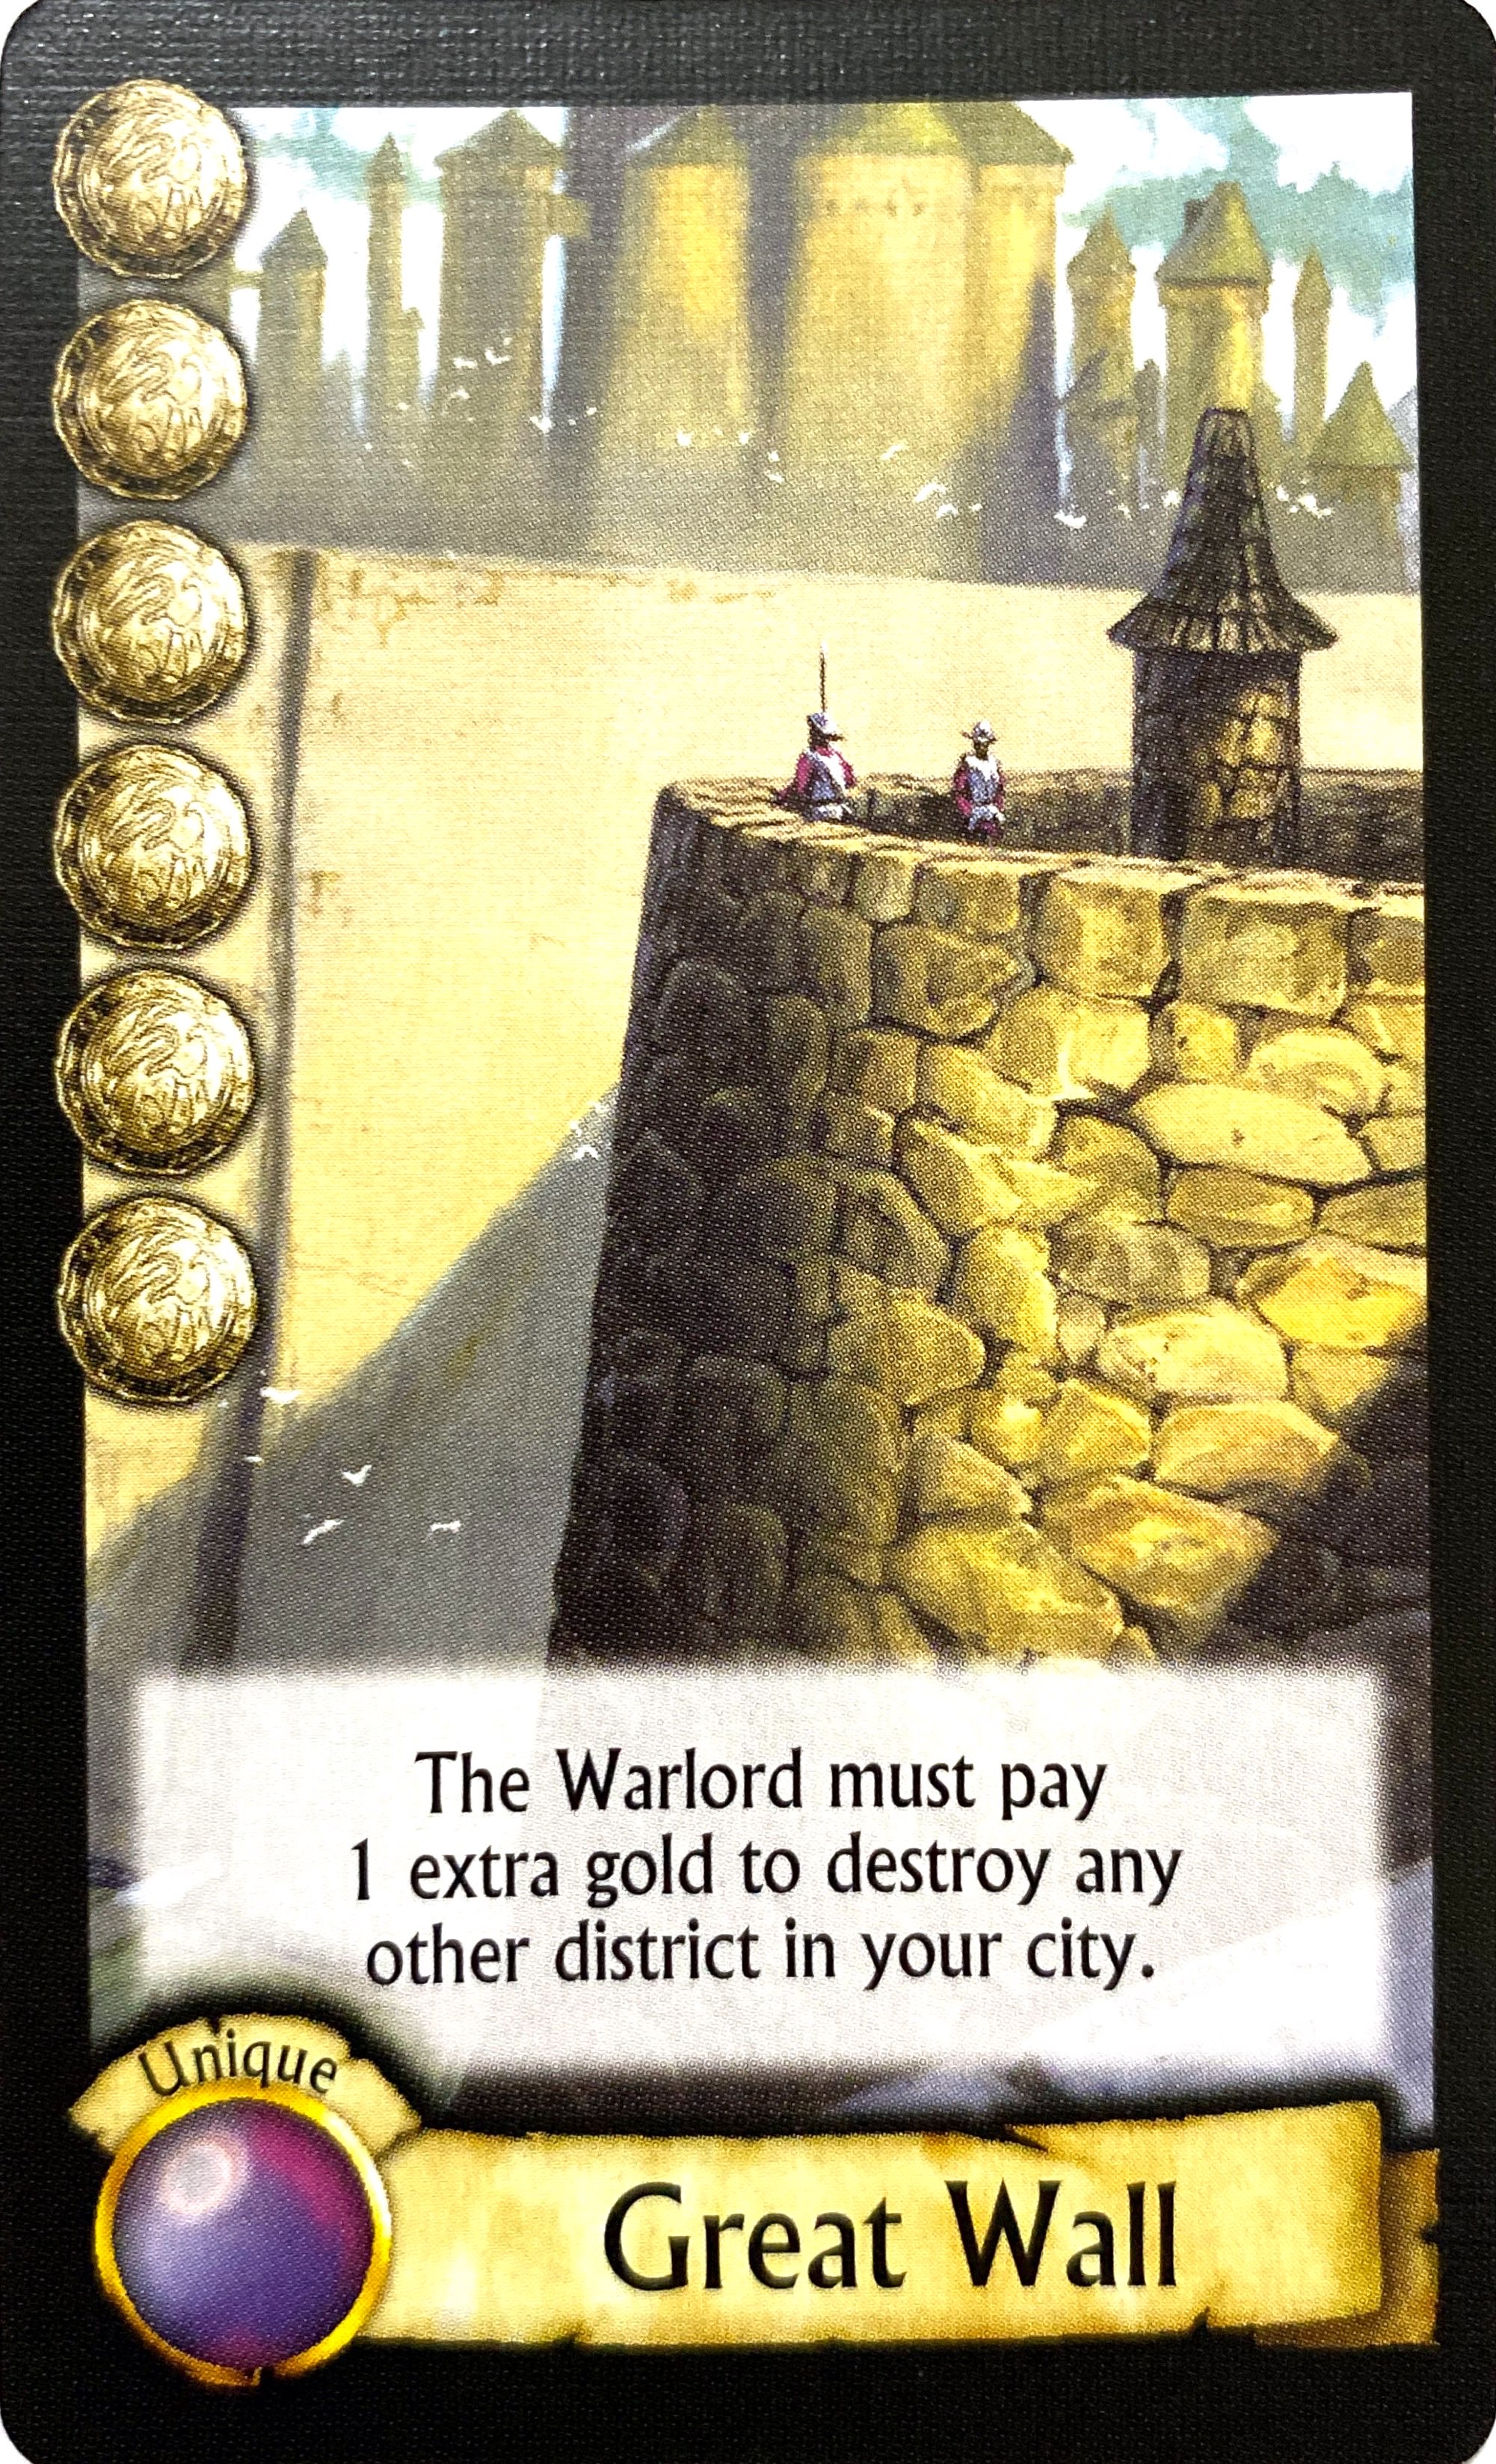 The Warlord must pay
1 extra gold to destroy any
other district in your city.
Unique
Great Wall